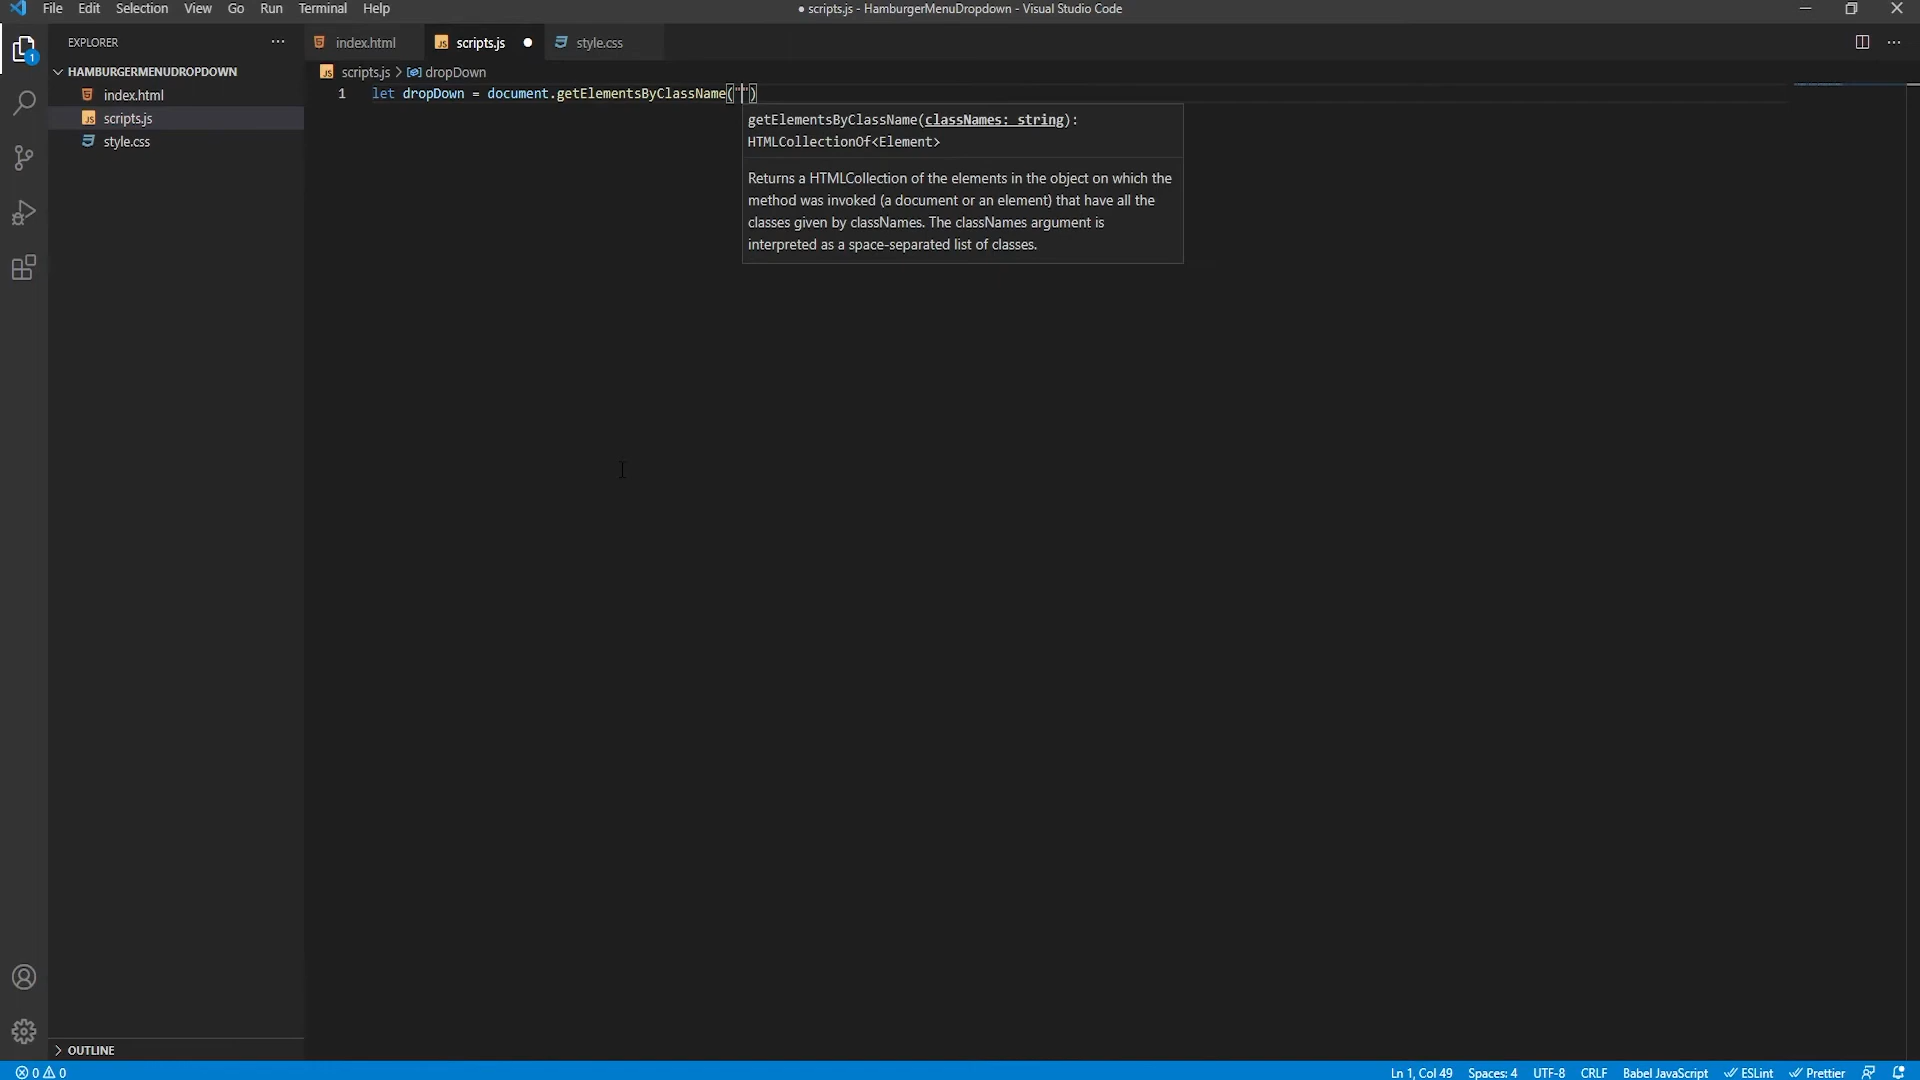 File Edit Selection View Go Run Terminal Help
● scripts.js - HamburgerMenuDropdown - Visual Studio Code
EXPLORER
index.html
scripts.js
style.css
1
HAMBURGERMENUDROPDOWN
scripts.js > dropDown
index.html
scripts.js
style.css
1 let dropDown = document.getElementsByClassName("")
getElementsByClassName(classNames: string):
HTMLCollectionOf<Element>
Returns a HTMLCollection of the elements in the object on which the
method was invoked (a document or an element) that have all the
classes given by classNames. The classNames argument is
interpreted as a space-separated list of classes.
OUTLINE
0 0
Ln 1, Col 49 Spaces: 4 UTF-8 CRLF Babel JavaScript ESLint Prettier